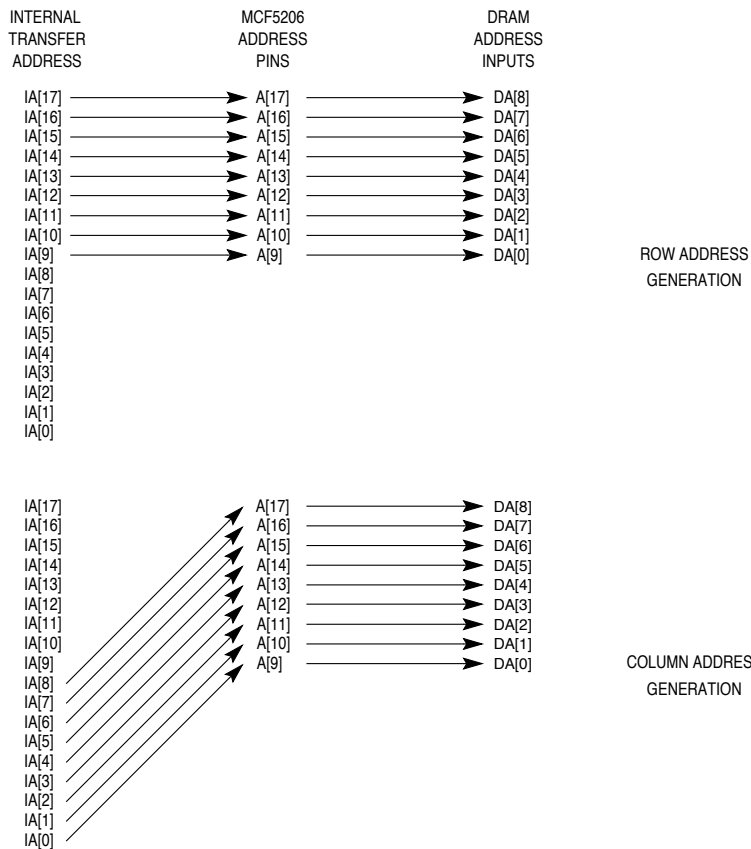 INTERNAL TRANSFER ADDRESS
MCF5206 ADDRESS PINS
DRAM ADDRESS INPUTS
IA[17] A[17] DA[8]
IA[16] A[16] DA[7]
IA[15] A[15] DA[6]
IA[14] A[14] DA[5]
IA[13] A[13] DA[4]
IA[12] A[12] DA[3]
IA[11] A[11] DA[2]
IA[10] A[10] DA[1]
IA[9] A[9] DA[0]
IA[8]
IA[7]
IA[6]
IA[5]
IA[4]
IA[3]
IA[2]
IA[1]
IA[0]
ROW ADDRESS
GENERATION
IA[17] A[17] DA[8]
IA[16] A[16] DA[7]
IA[15] A[15] DA[6]
IA[14] A[14] DA[5]
IA[13] A[13] DA[4]
IA[12] A[12] DA[3]
IA[11] A[11] DA[2]
IA[10] A[10] DA[1]
IA[9] A[9] DA[0]
IA[8]
IA[7]
IA[6]
IA[5]
IA[4]
IA[3]
IA[2]
IA[1]
IA[0]
COLUMN ADDRES
GENERATION